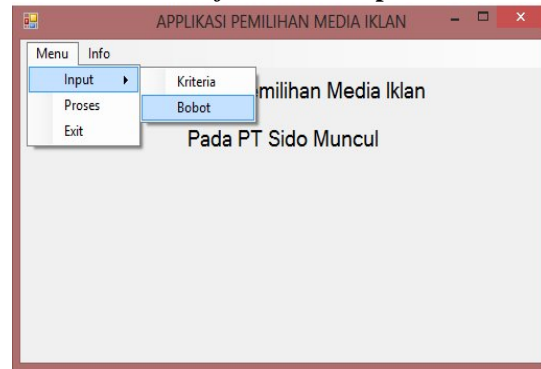 APPLIKASI PEMILIHAN MEDIA IKLAN
Menu Info
Input Kriteria
milihan Media Iklan
Proses Bobot
Exit
Pada PT Sido Muncul